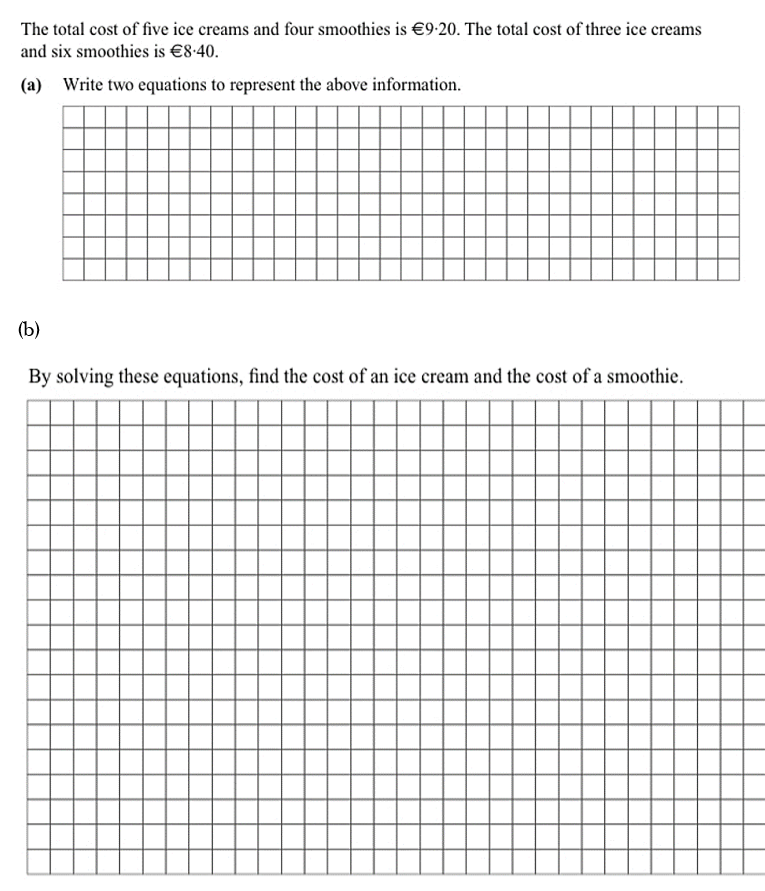 The total cost of five ice creams and four smoothies is €9·20. The total cost of three ice creams
and six smoothies is €8·40.
(a) Write two equations to represent the above information.
(b)
By solving these equations, find the cost of an ice cream and the cost of a smoothie.